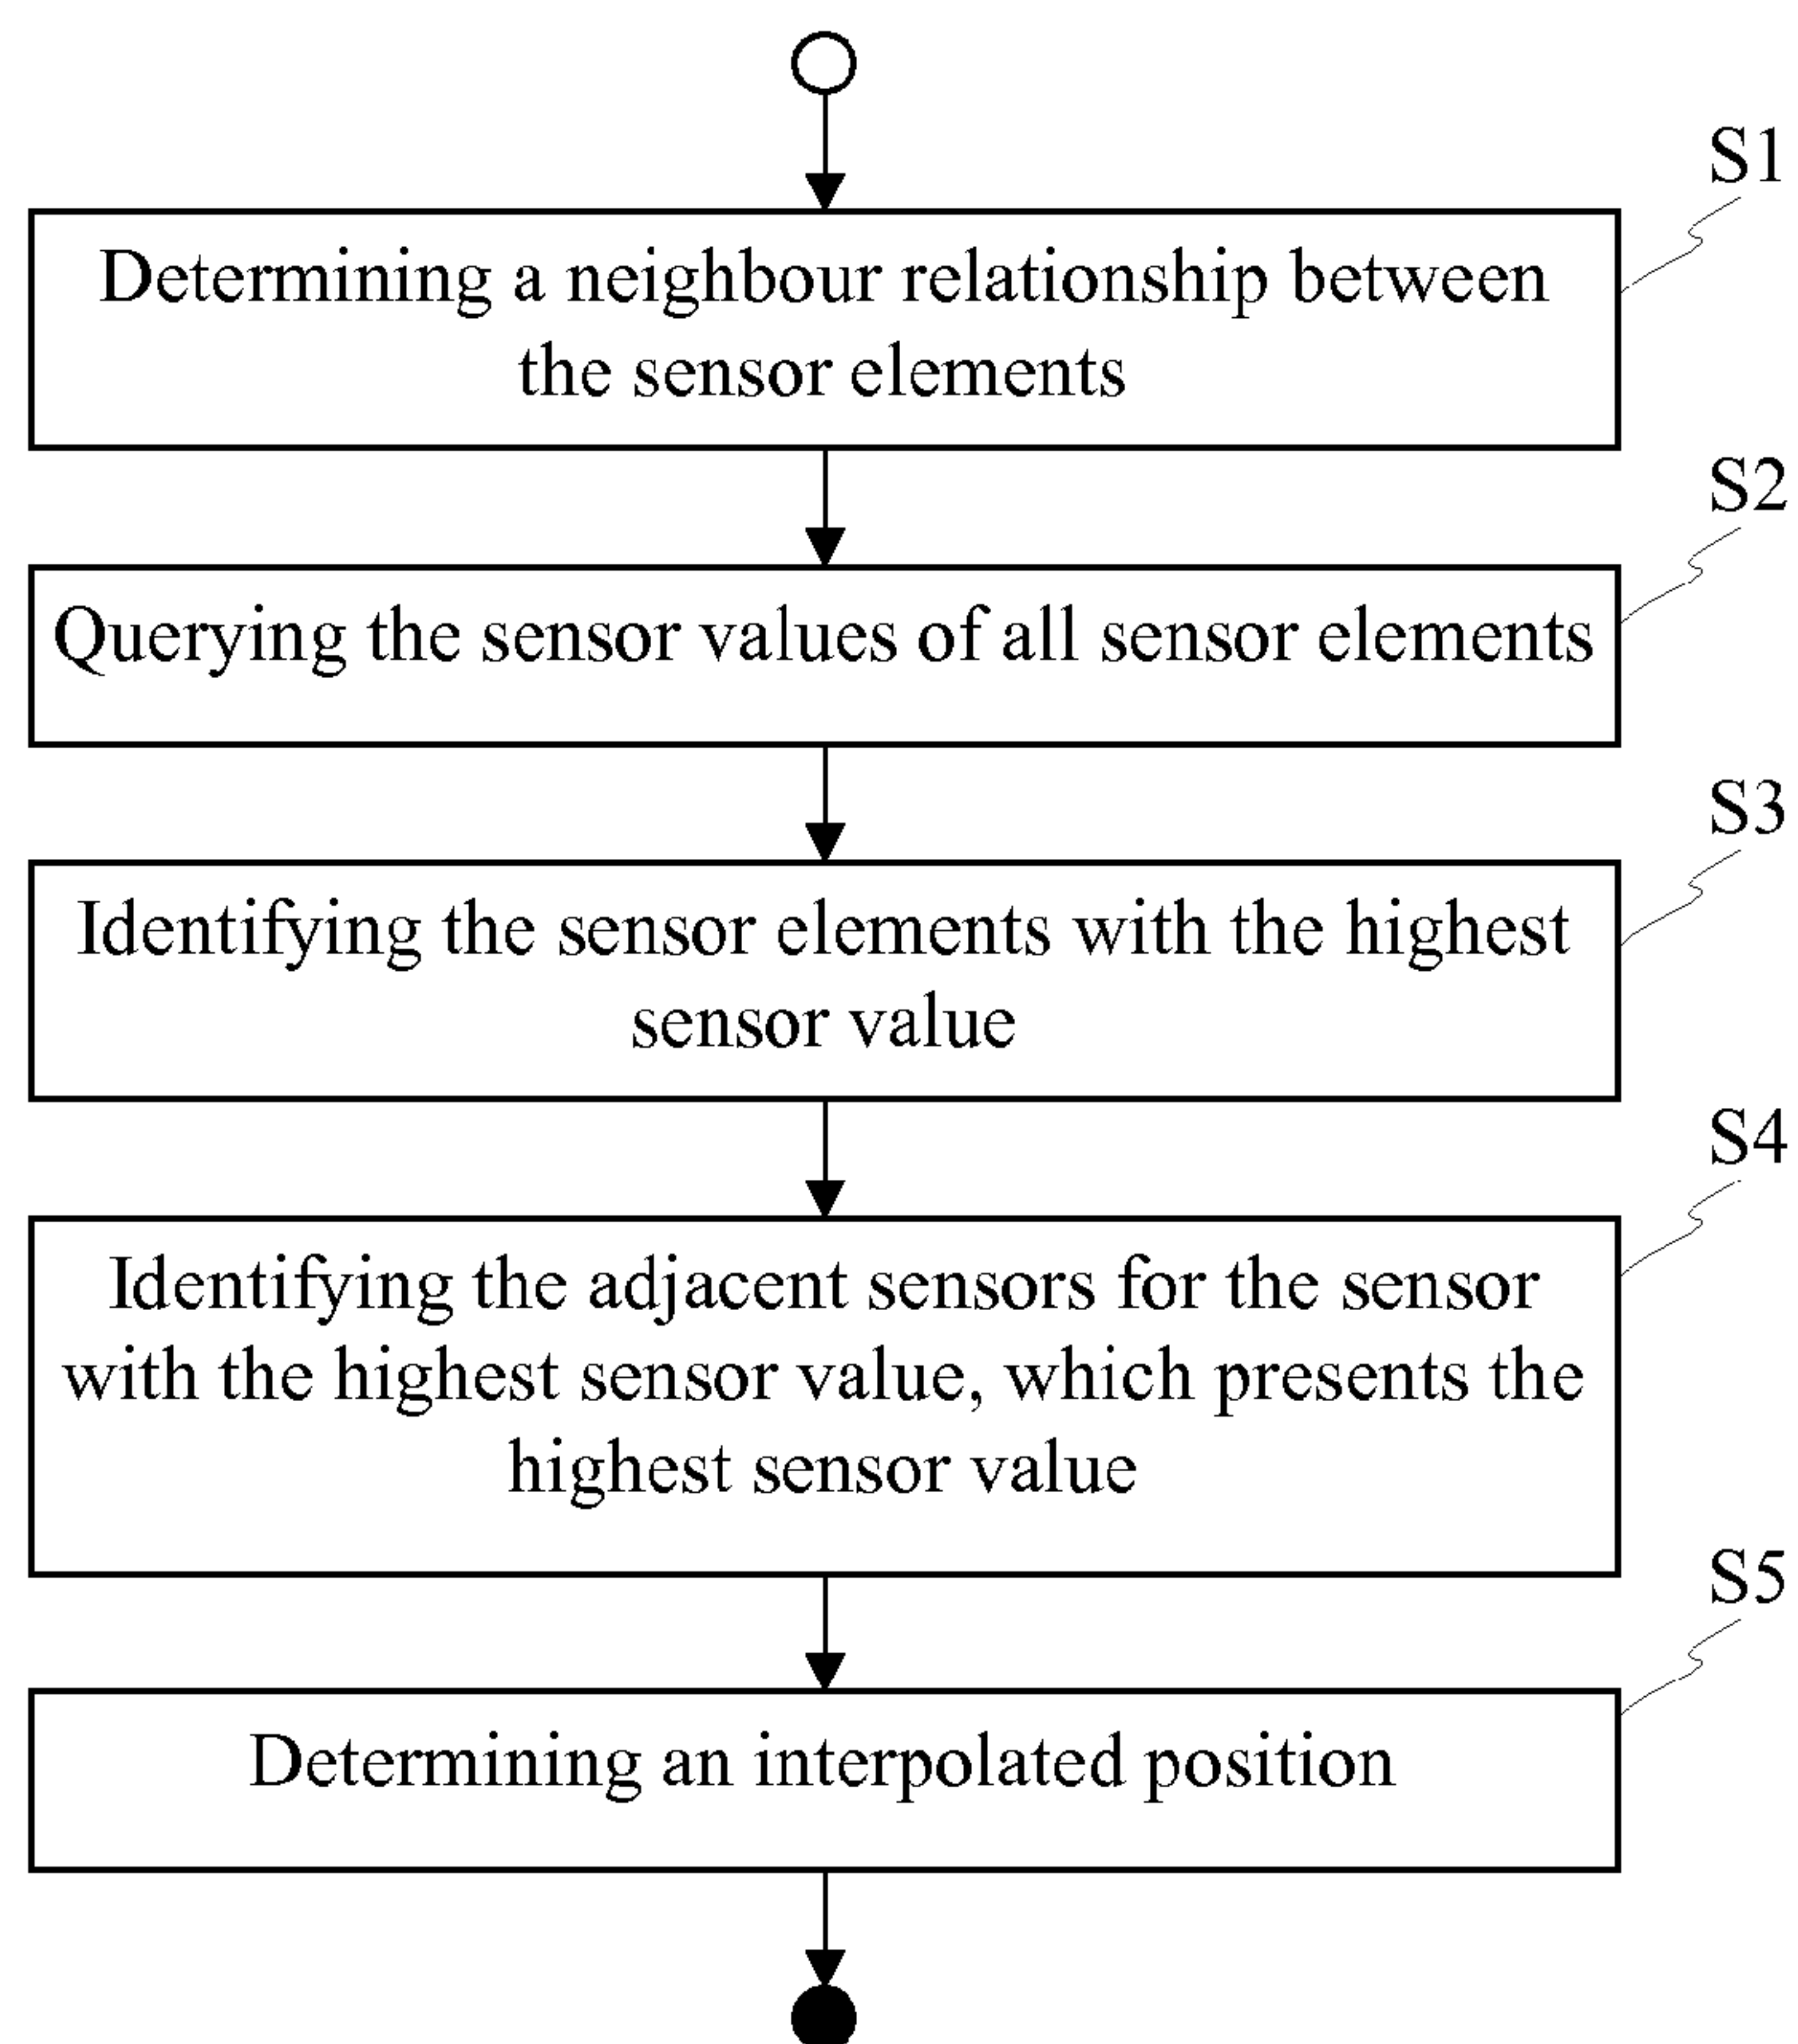 S1
Determining a neighbour relationship between
the sensor elements
S2
Querying the sensor values of all sensor elements
S3
Identifying the sensor elements with the highest
sensor value
S4
Identifying the adjacent sensors for the sensor
with the highest sensor value, which presents the
highest sensor value
S5
Determining an interpolated position